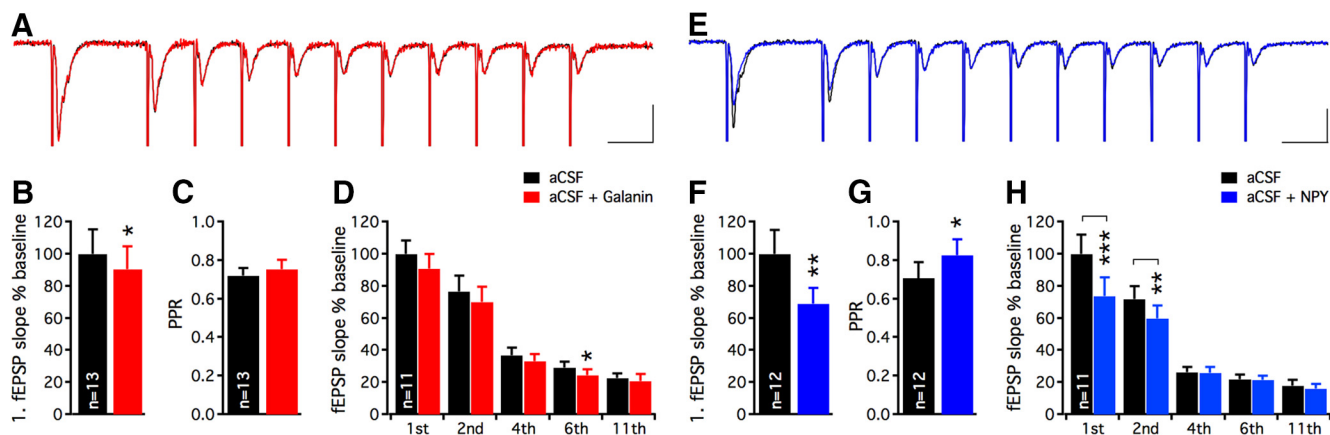 A
E
aCSF
aCSF + Galanin
aCSF
aCSF + NPY
B
1. fEPSP slope % baseline
120
100
80
60
40
20
0
n=13
*
C
PPR
1.0
0.8
0.6
0.4
0.2
0.0
n=13
D
fEPSP slope % baseline
120
100
80
60
40
20
0
n=11
*
1st 2nd 4th 6th 11th
F
1. fEPSP slope % baseline
120
100
80
60
40
20
0
n=12
**
G
PPR
1.0
0.8
0.6
0.4
0.2
0.0
n=12
*
H
fEPSP slope % baseline
120
100
80
60
40
20
0
n=11
***
**
1st 2nd 4th 6th 11th